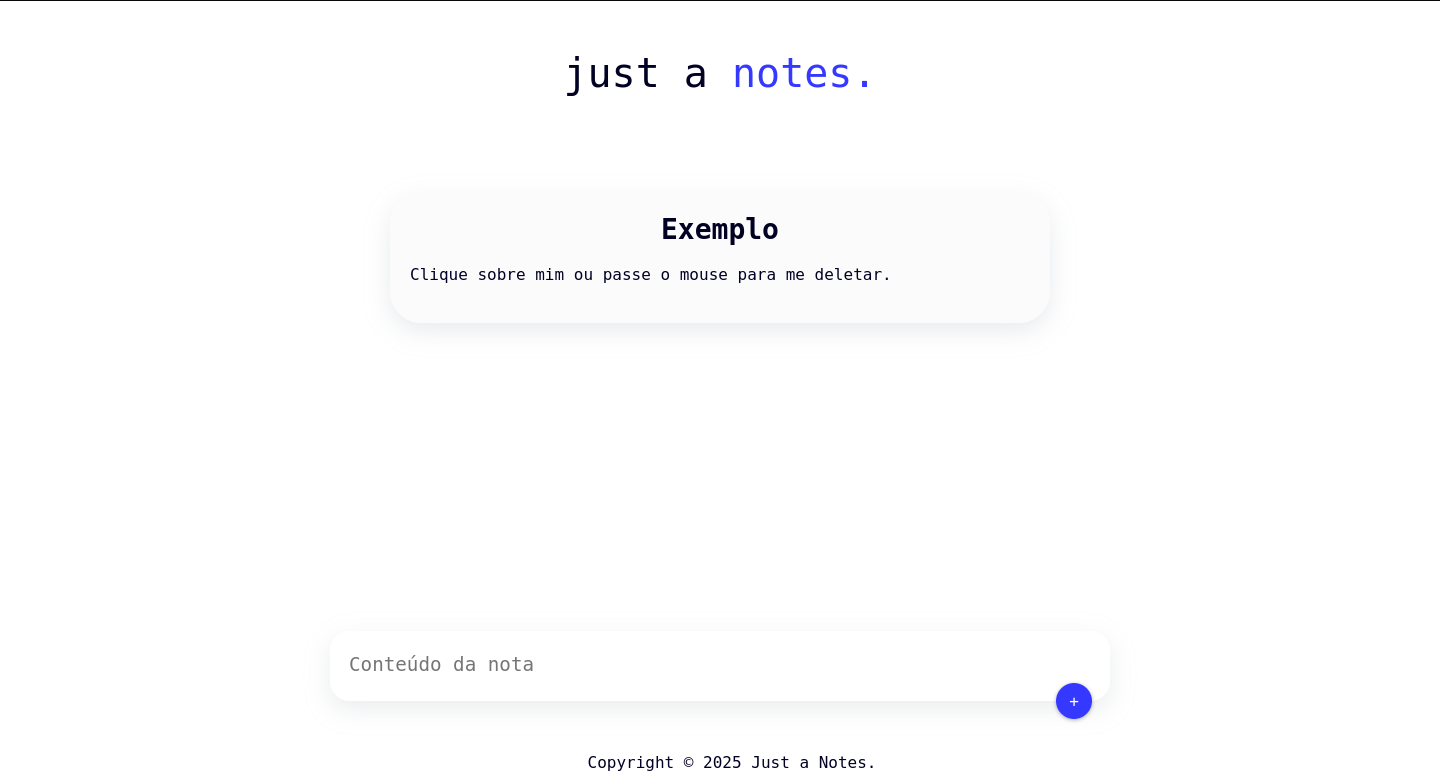 just a notes.
Exemplo
Clique sobre mim ou passe o mouse para me deletar.
Conteúdo da nota
+
Copyright © 2025 Just a Notes.